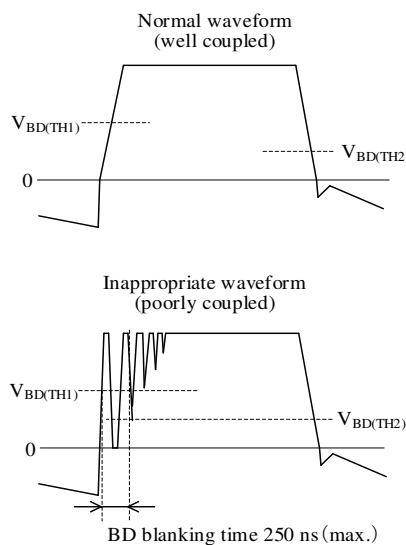 Normal waveform
(well coupled)
VBD(TH1)
VBD(TH2
0
Inappropriate waveform
(poorly coupled)
VBD(TH1)
VBD(TH2)
0
BD blanking time 250 ns (max.)